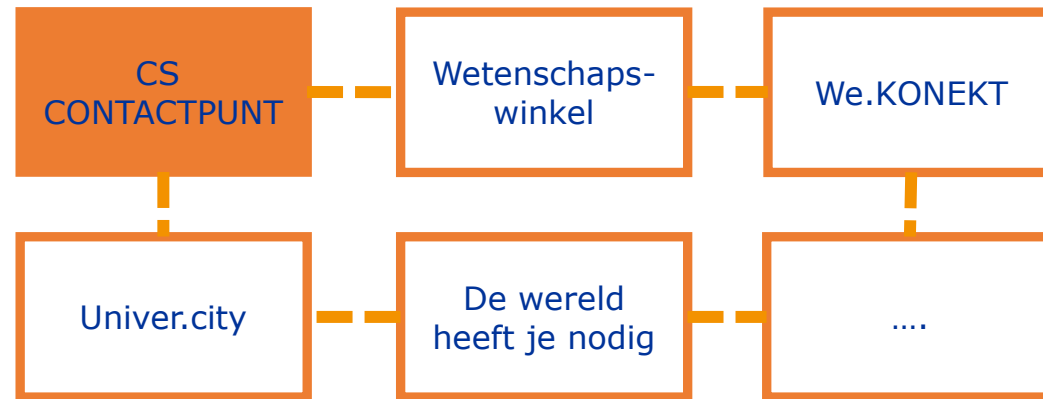 CS
CONTACTPUNT
Wetenschaps-
winkel
We.KONEKT
Univer.city
De wereld
heeft je nodig
….